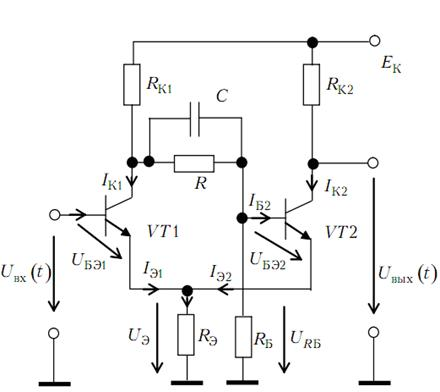 E_К
R_К1
C
R_К2
R
I_К1
I_Б2
I_К2
VT1
VT2
U_БЭ1
U_БЭ2
U_вх (t)
I_Э1
I_Э2
U_вых (t)
U_Э
R_Э
R_Б
U_RБ